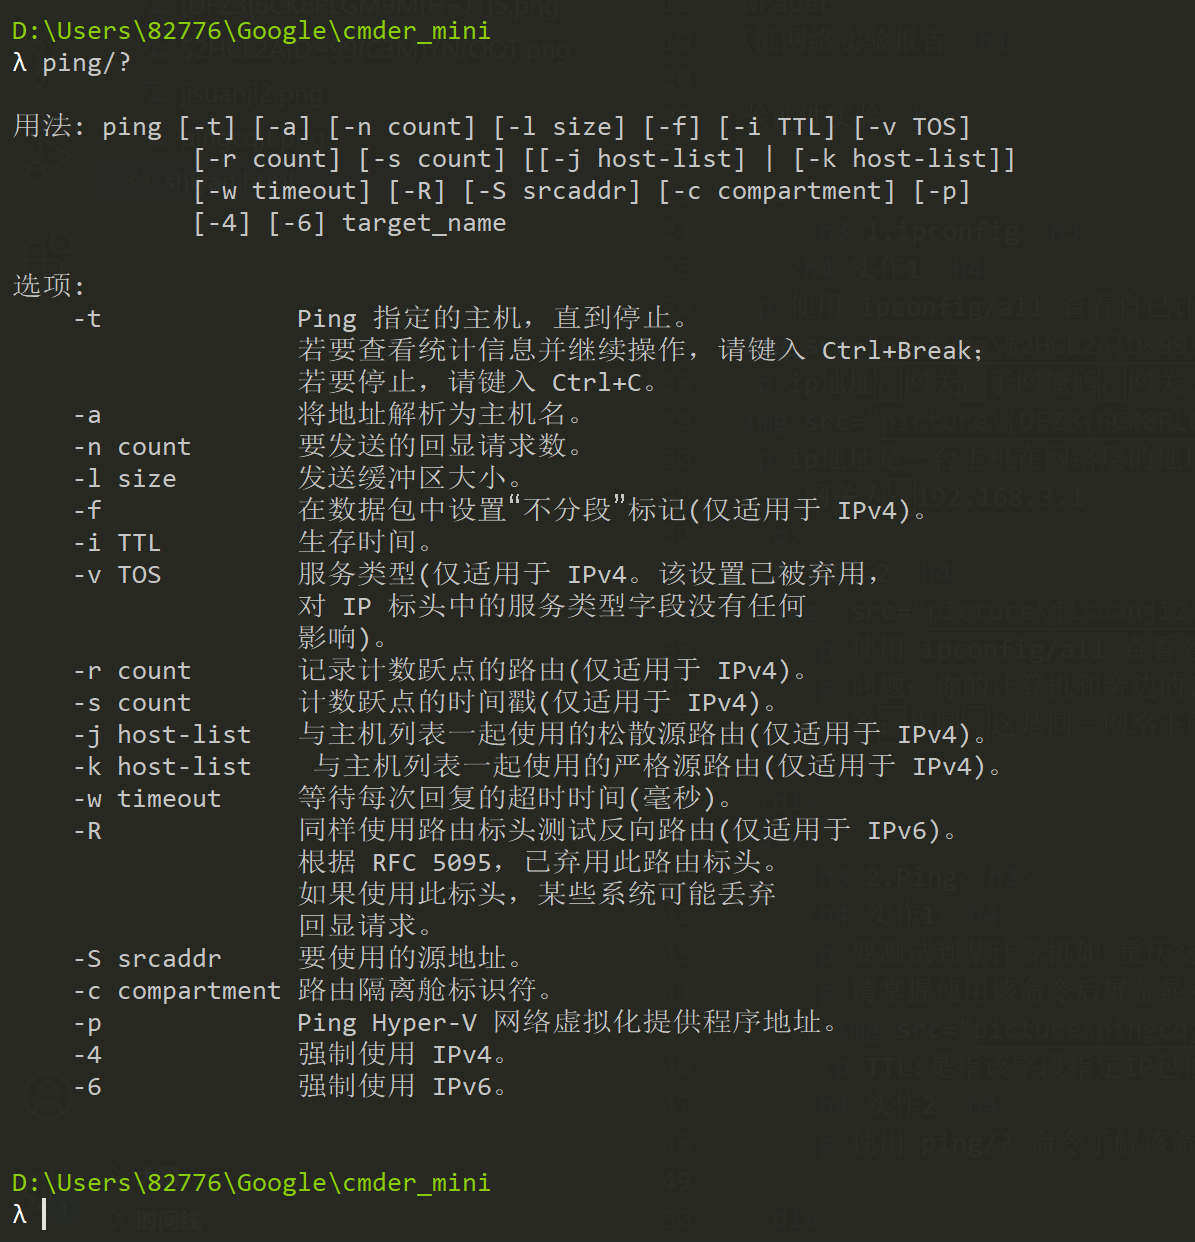 D:\Users\82776\Google\cmder_mini
λ ping/?
用法: ping [-t] [-a] [-n count] [-l size] [-f] [-i TTL] [-v TOS]
[-r count] [-s count] [[-j host-list] | [-k host-list]]
[-w timeout] [-R] [-S srcaddr] [-c compartment] [-p]
[-4] [-6] target_name
选项:
-t Ping 指定的主机，直到停止。
若要查看统计信息并继续操作，请键入 Ctrl+Break；
若要停止，请键入 Ctrl+C。
-a 将地址解析为主机名。
-n count 要发送的回显请求数。
-l size 发送缓冲区大小。
-f 在数据包中设置“不分段”标记(仅适用于 IPv4)。
-i TTL 生存时间。
-v TOS 服务类型(仅适用于 IPv4。该设置已被弃用，
对 IP 标头中的服务类型字段没有任何
影响)。
-r count 记录计数跃点的路由(仅适用于 IPv4)。
-s count 计数跃点的时间戳(仅适用于 IPv4)。
-j host-list 与主机列表一起使用的松散源路由(仅适用于 IPv4)。
-k host-list 与主机列表一起使用的严格源路由(仅适用于 IPv4)。
-w timeout 等待每次回复的超时时间(毫秒)。
-R 同样使用路由标头测试反向路由(仅适用于 IPv6)。
根据 RFC 5095，已弃用此路由标头。
如果使用此标头，某些系统可能丢弃
回显请求。
-S srcaddr 要使用的源地址。
-c compartment 路由隔离舱标识符。
-p Ping Hyper-V 网络虚拟化提供程序地址。
-4 强制使用 IPv4。
-6 强制使用 IPv6。
D:\Users\82776\Google\cmder_mini
λ